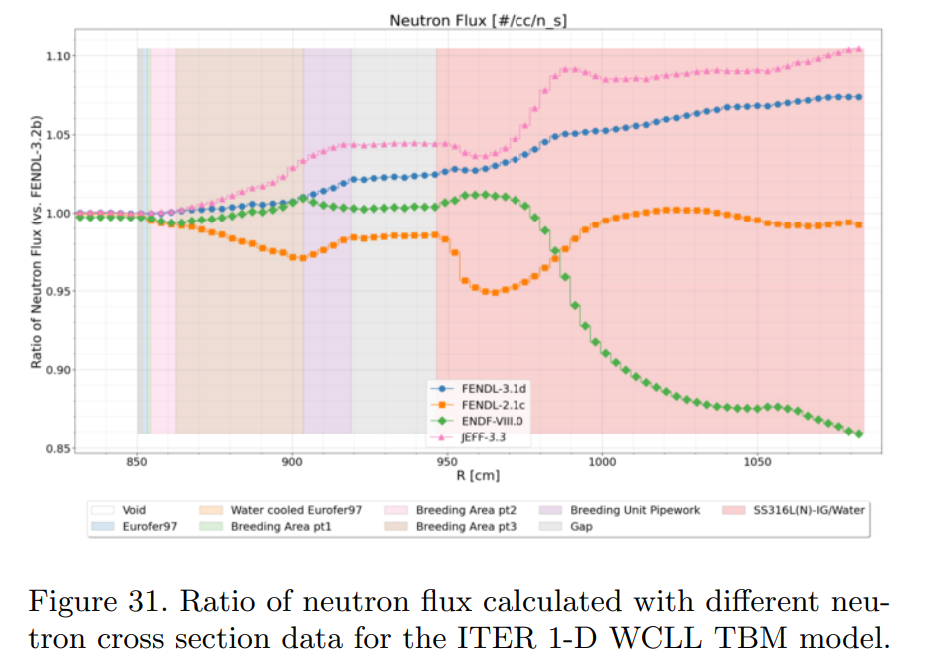 Neutron Flux [#/cc/n_s]
Ratio of Neutron Flux (vs. FENDL-3.2b)
1.10
1.05
1.00
0.95
0.90
0.85
FENDL-3.1d
FENDL-2.1c
ENDF-VIII.0
JEFF-3.3
850
900
950
1000
1050
R [cm]
Void
Water cooled Eurofer97
Breeding Area pt2
Breeding Unit Pipework
SS316L(N)-IG/Water
Eurofer97
Breeding Area pt1
Breeding Area pt3
Gap
Figure 31. Ratio of neutron flux calculated with different neu-
tron cross section data for the ITER 1-D WCLL TBM model.